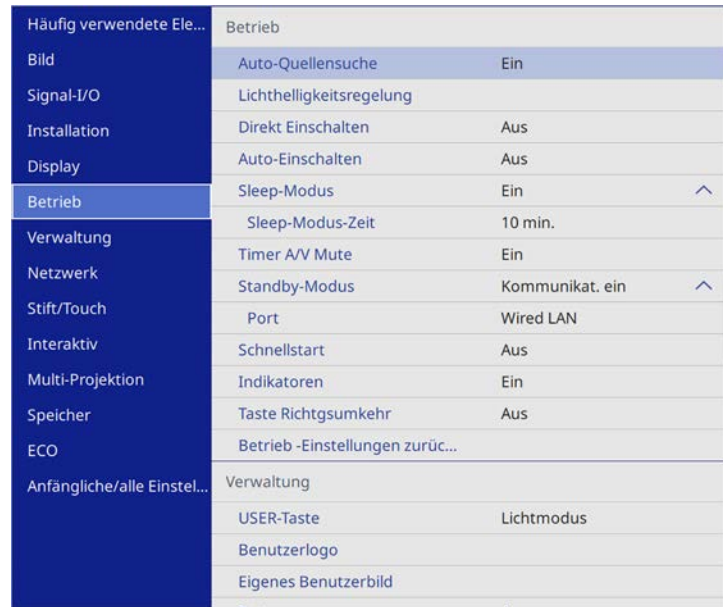 Häufig verwendete Ele...
Bild
Signal-I/O
Installation
Display
Betrieb
Verwaltung
Netzwerk
Stift/Touch
Interaktiv
Multi-Projektion
Speicher
ECO
Anfängliche/alle Einstel...
Betrieb
Auto-Quellensuche Ein
Lichthelligkeitsregelung
Direkt Einschalten Aus
Auto-Einschalten Aus
Sleep-Modus Ein
Sleep-Modus-Zeit 10 min.
Timer A/V Mute Ein
Standby-Modus Kommunikat. ein
Port Wired LAN
Schnellstart Aus
Indikatoren Ein
Taste Richtgsumkehr Aus
Betrieb -Einstellungen zurüc...
Verwaltung
USER-Taste Lichtmodus
Benutzerlogo
Eigenes Benutzerbild